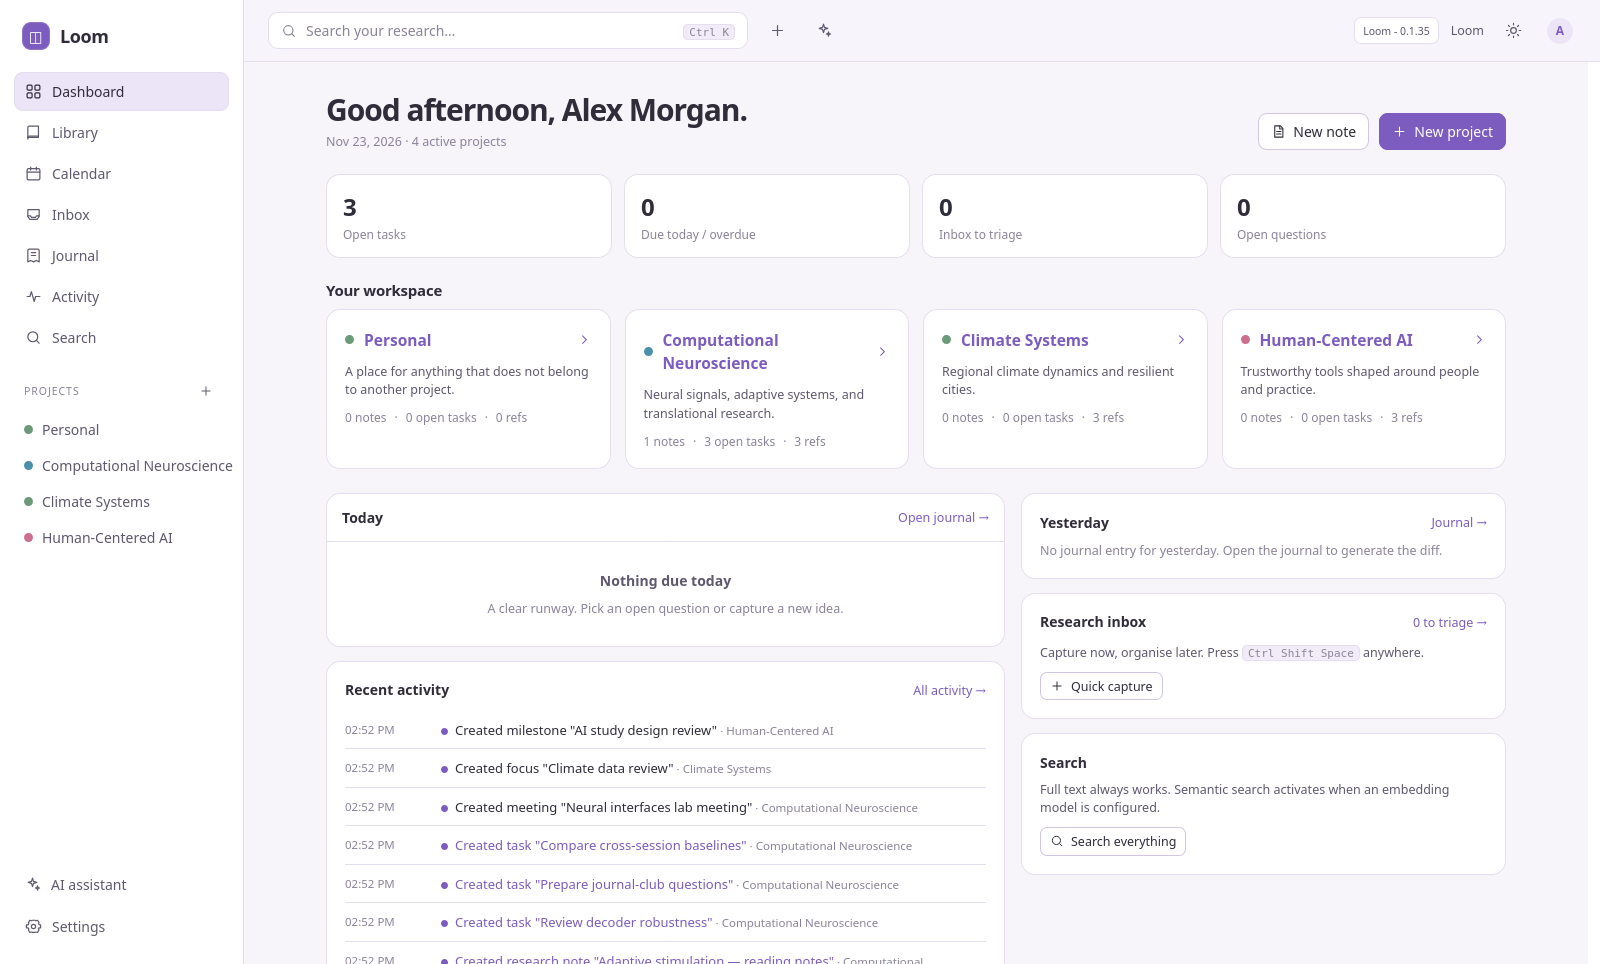 Loom
Dashboard
Library
Calendar
Inbox
Journal
Activity
Search
PROJECTS
Personal
Computational Neuroscience
Climate Systems
Human-Centered AI
AI assistant
Settings
Search your research...
Ctrl K
Loom - 0.1.35
Loom
A
Good afternoon, Alex Morgan.
Nov 23, 2026 · 4 active projects
New note
New project
3
Open tasks
0
Due today / overdue
0
Inbox to triage
0
Open questions
Your workspace
Personal
A place for anything that does not belong
to another project.
0 notes · 0 open tasks · 0 refs
Computational
Neuroscience
Neural signals, adaptive systems, and
translational research.
1 notes · 3 open tasks · 3 refs
Climate Systems
Regional climate dynamics and resilient
cities.
0 notes · 0 open tasks · 3 refs
Human-Centered AI
Trustworthy tools shaped around people
and practice.
0 notes · 0 open tasks · 3 refs
Today
Open journal →
Nothing due today
A clear runway. Pick an open question or capture a new idea.
Recent activity
All activity →
02:52 PM Created milestone "AI study design review" · Human-Centered AI
02:52 PM Created focus "Climate data review" · Climate Systems
02:52 PM Created meeting "Neural interfaces lab meeting" · Computational Neuroscience
02:52 PM Created task "Compare cross-session baselines" · Computational Neuroscience
02:52 PM Created task "Prepare journal-club questions" · Computational Neuroscience
02:52 PM Created task "Review decoder robustness" · Computational Neuroscience
02:52 PM Created research note "Adaptive stimulation — reading notes" · Computational
Yesterday
Journal →
No journal entry for yesterday. Open the journal to generate the diff.
Research inbox
0 to triage →
Capture now, organise later. Press Ctrl Shift Space anywhere.
Quick capture
Search
Full text always works. Semantic search activates when an embedding
model is configured.
Search everything